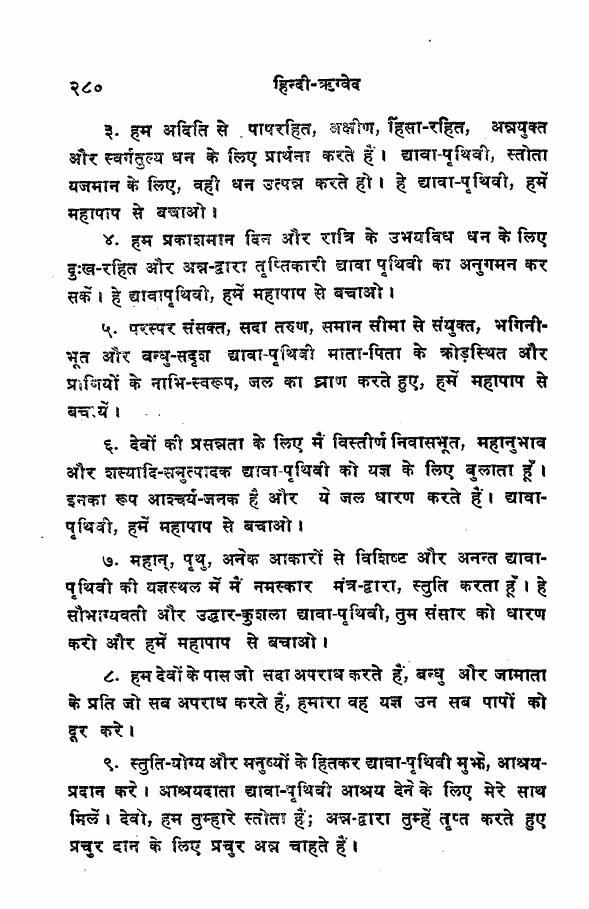 २८० हिन्दी-ऋग्वेद
३. हम अदिति से पापरहित, अक्षीण, हिंसा-रहित, अन्नयुक्त
और स्वर्गतुल्य धन के लिए प्रार्थना करते हैं। द्यावा-पृथिवी, स्तोता
यजमान के लिए, वही धन उत्पन्न करते हो। हे द्यावा-पृथिवी, हमें
महापाप से बचाओ।
४. हम प्रकाशमान दिन और रात्रि के उभयविध धन के लिए
दुःख-रहित और अन्न-द्वारा तृप्तिकारी द्यावा पृथिवी का अनुगमन कर
सकें। हे द्यावापृथिवी, हमें महापाप से बचाओ।
५. परस्पर संसक्त, सदा तरुण, समान सीमा से संयुक्त, भगिनी-
भूत और बन्धु-सदृश द्यावा-पृथिवी माता-पिता के क्रोड़स्थित और
प्राणियों के नाभि-स्वरूप, जल का घ्राण करते हुए, हमें महापाप से
बचायें।
६. देवों की प्रसन्नता के लिए मैं विस्तीर्ण निवासभूत, महानुभाव
और शस्यादि-समुत्पादक द्यावा-पृथिवी को यज्ञ के लिए बुलाता हूँ।
इनका रूप आश्चर्य-जनक है और ये जल धारण करते हैं। द्यावा-
पृथिवी, हमें महापाप से बचाओ।
७. महान्, पृथु, अनेक आकारों से विशिष्ट और अनन्त द्यावा-
पृथिवी की यज्ञस्थल में मैं नमस्कार मंत्र-द्वारा, स्तुति करता हूँ। हे
सौभाग्यवती और उद्धार-कुशला द्यावा-पृथिवी, तुम संसार को धारण
करो और हमें महापाप से बचाओ।
८. हम देवों के पास जो सदा अपराध करते हैं, बन्धु और जामाता
के प्रति जो सब अपराध करते हैं, हमारा वह यज्ञ उन सब पापों को
दूर करे।
९. स्तुति-योग्य और मनुष्यों के हितकर द्यावा-पृथिवी मुझे, आश्रय-
प्रदान करे। आश्रयदाता द्यावा-पृथिवी आश्रय देने के लिए मेरे साथ
मिलें। देवो, हम तुम्हारे स्तोता हैं; अन्न-द्वारा तुम्हें तृप्त करते हुए
प्रचुर दान के लिए प्रचुर अन्न चाहते हैं।